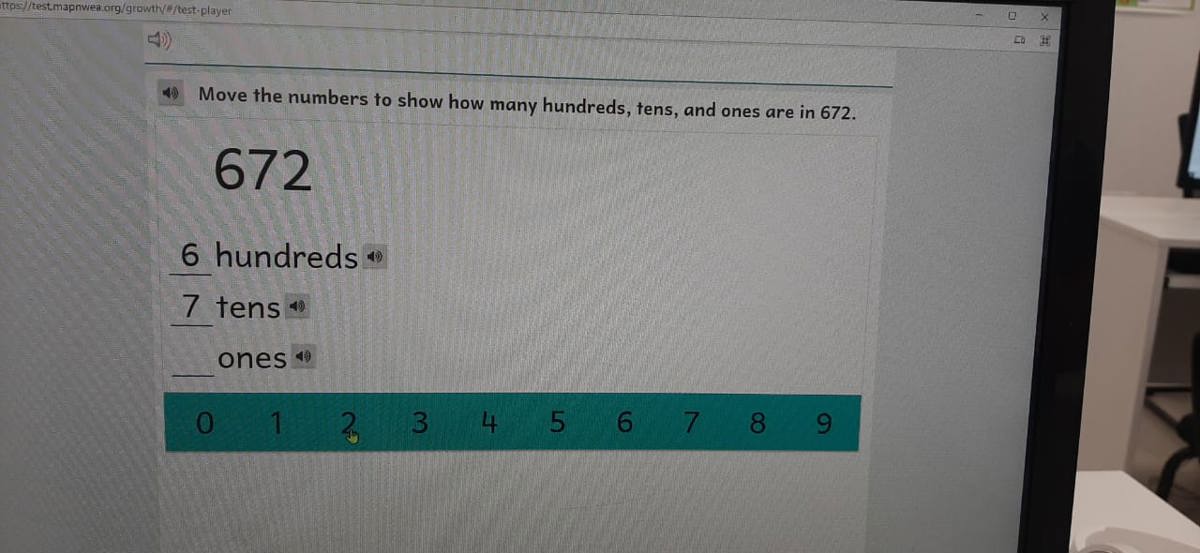 ttps://test.mapnwea.org/growth/#/test-player
Move the numbers to show how many hundreds, tens, and ones are in 672.
672
6 hundreds
7 tens
ones
0 1 2 3 4 5 6 7 8 9